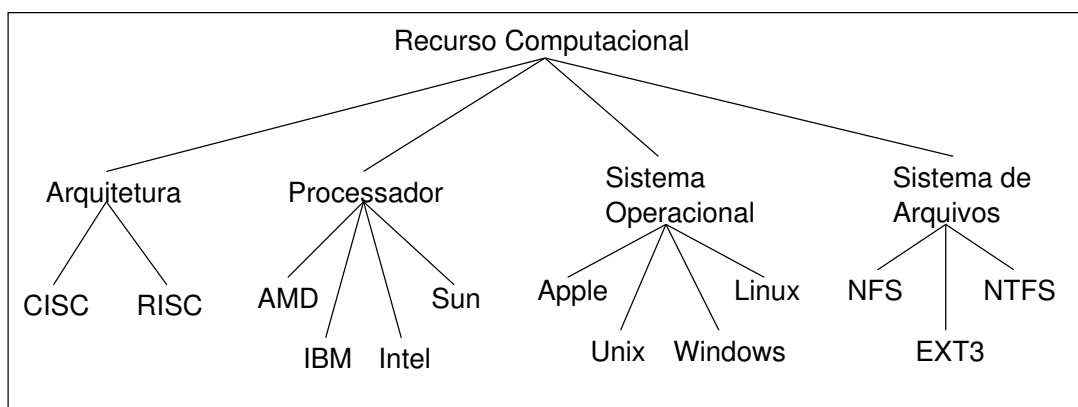 Recurso Computacional
Arquitetura
Processador
Sistema
Operacional
Sistema de
Arquivos
CISC
RISC
AMD
IBM
Intel
Sun
Apple
Unix
Windows
Linux
NFS
EXT3
NTFS